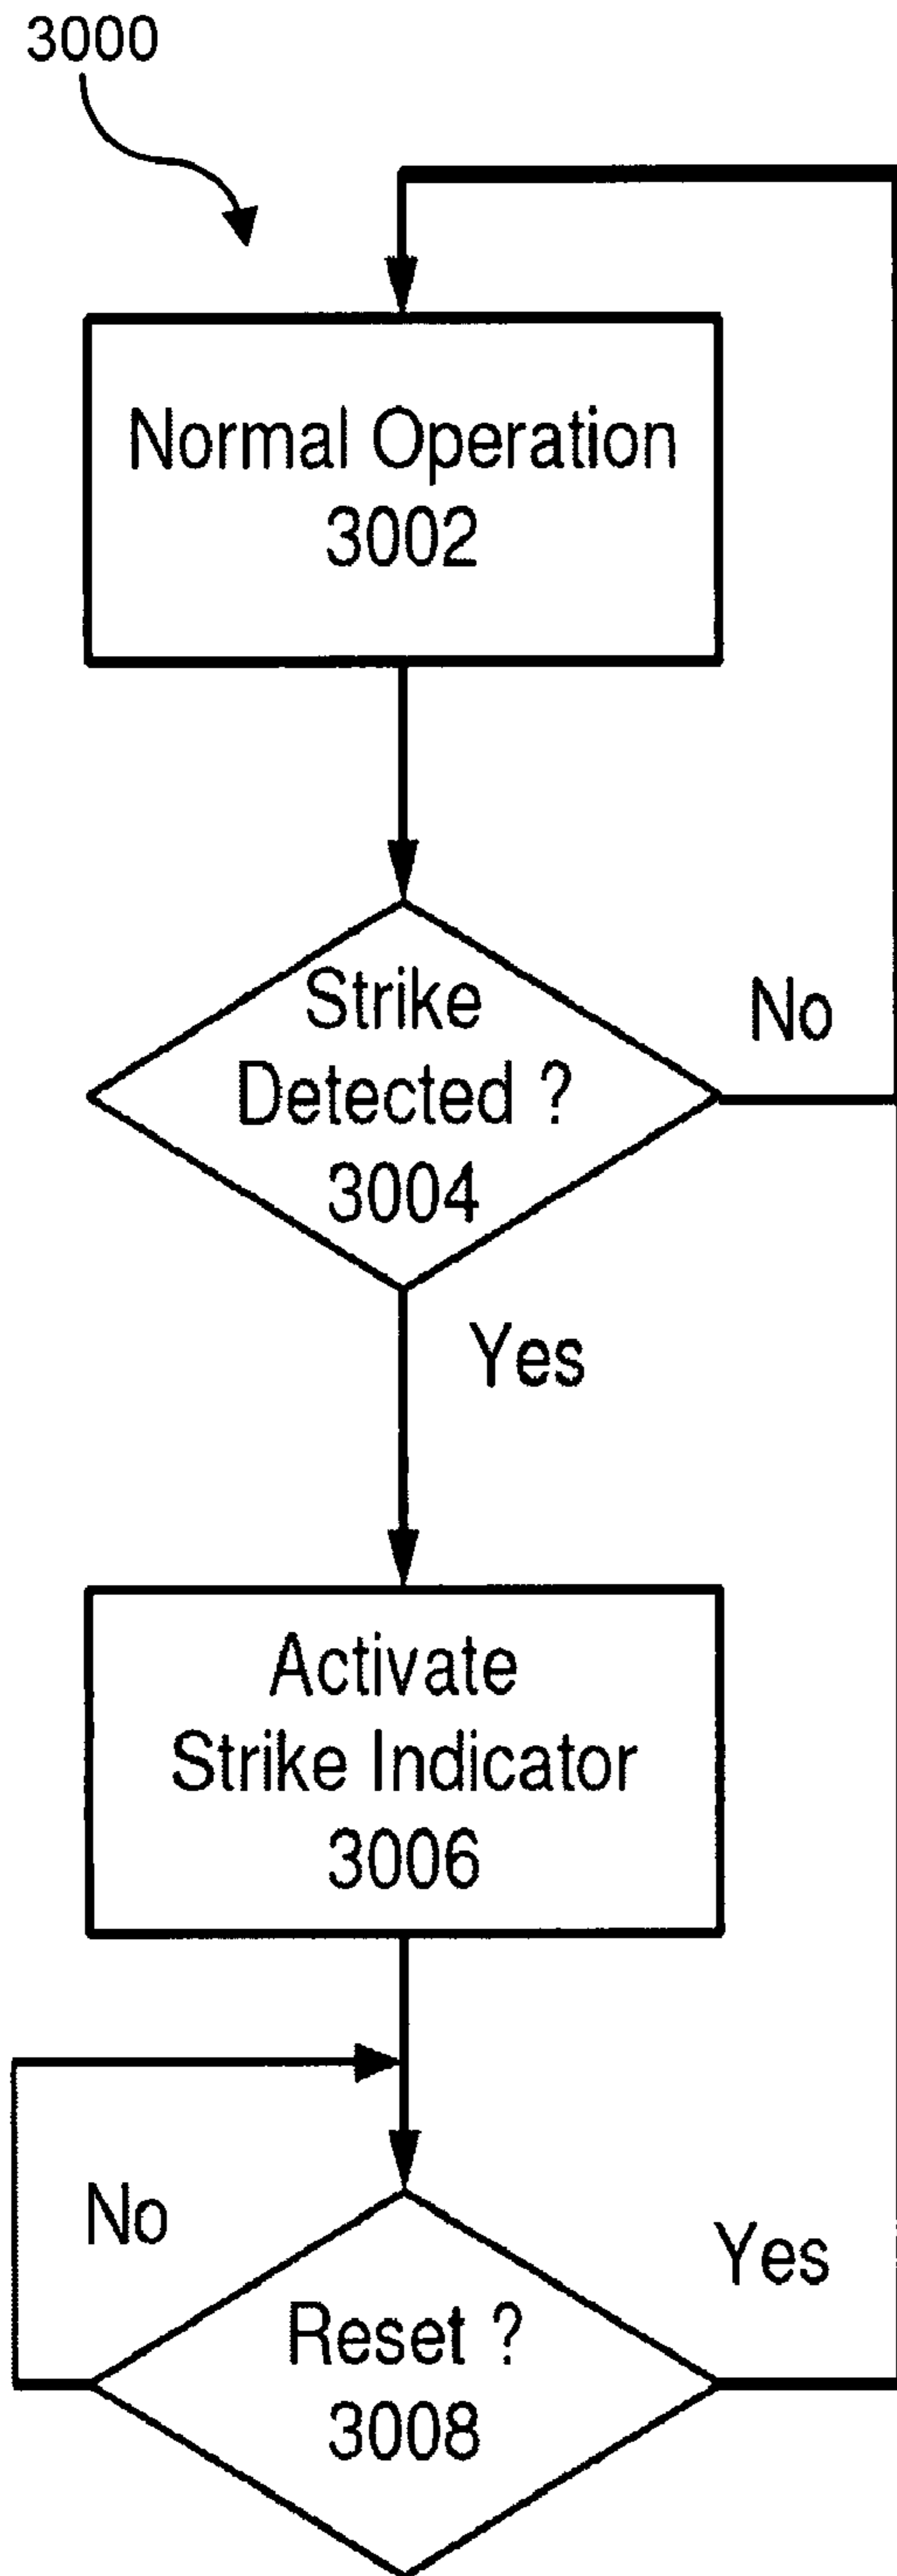 3000
Normal Operation
3002
Strike
Detected ?
3004
No
Yes
Activate
Strike Indicator
3006
No
Yes
Reset ?
3008